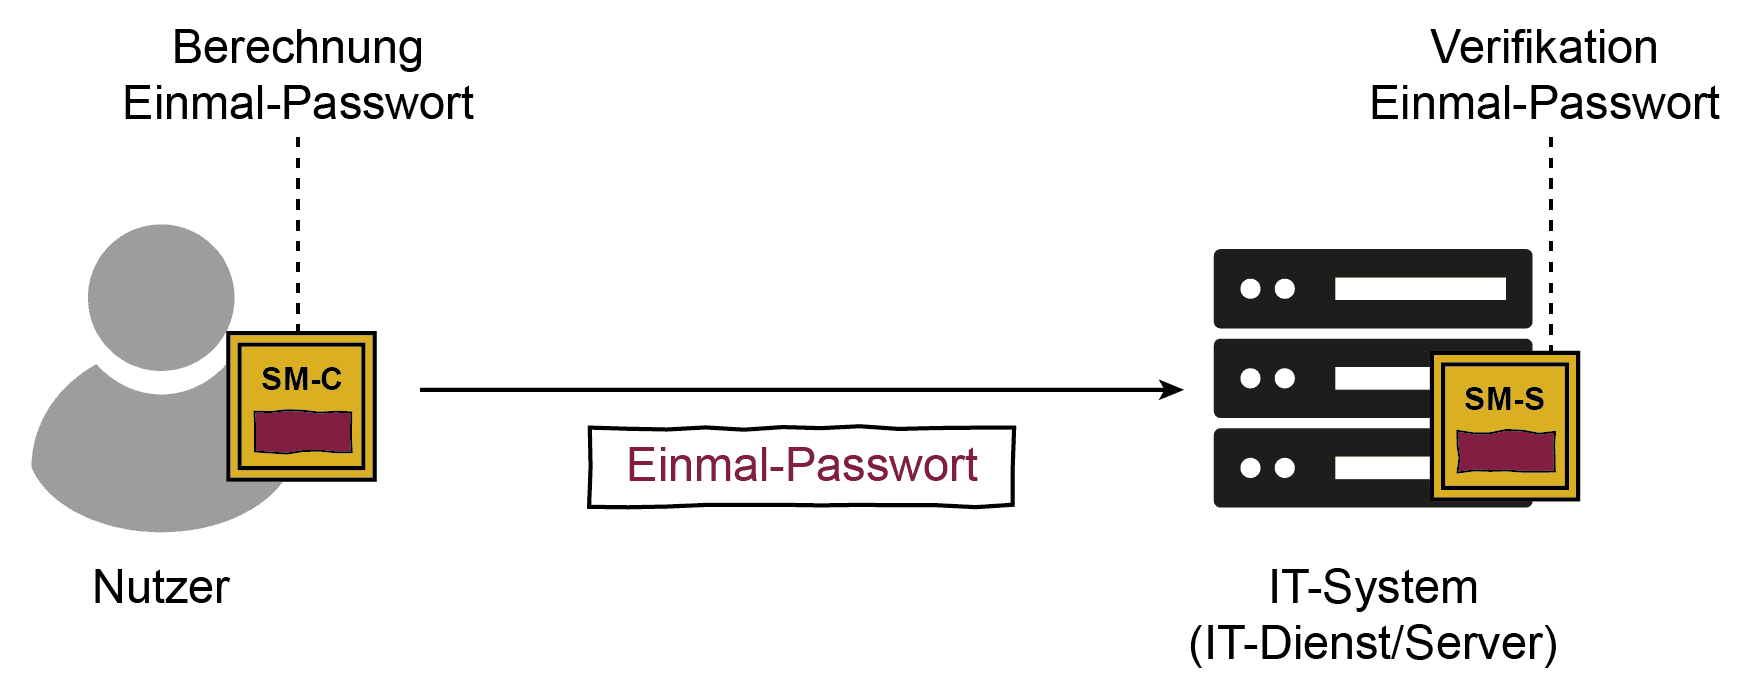 Berechnung
Einmal-Passwort
Verifikation
Einmal-Passwort
SM-C
SM-S
Einmal-Passwort
Nutzer
IT-System
(IT-Dienst/Server)